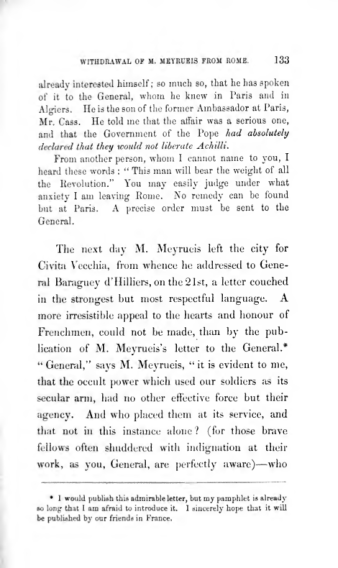 WITHDRAWAL OF M. MEYRUEIS FROM ROME. 133
already interested himself; so much so, that he has spoken
of it to the General, whom he knew in Paris and in
Algiers. He is the son of the former Ambassador at Paris,
Mr. Cass. He told me that the affair was a serious one,
and that the Government of the Pope had absolutely
declared that they would not liberate Achilli.
From another person, whom I cannot name to you, I
heard these words : “ This man will bear the weight of all
the Revolution.” You may easily judge under what
anxiety I am leaving Rome. No remedy can be found
but at Paris. A precise order must be sent to the
General.
The next day M. Meyrueis left the city for
Civita Vecchia, from whence he addressed to Gene-
ral Baraguey d’Hilliers, on the 21st, a letter couched
in the strongest but most respectful language. A
more irresistible appeal to the hearts and honour of
Frenchmen, could not be made, than by the pub-
lication of M. Meyrueis’s letter to the General.*
“ General,” says M. Meyrueis, “ it is evident to me,
that the occult power which used our soldiers as its
secular arm, had no other effective force but their
agency. And who placed them at its service, and
that not in this instance alone ? (for those brave
fellows often shuddered with indignation at their
work, as you, General, are perfectly aware)—who
* I would publish this admirable letter, but my pamphlet is already
so long that I am afraid to introduce it. I sincerely hope that it will
be published by our friends in France.